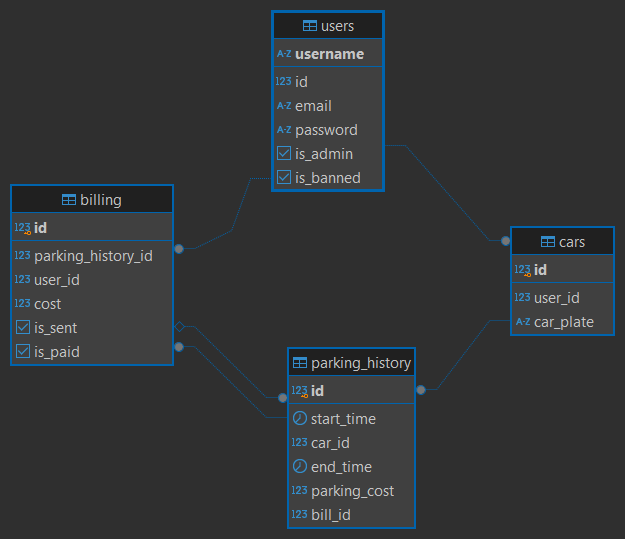 users
A-Z username
123 id
A-Z email
A-Z password
is_admin
is_banned
billing
123 id
123 parking_history_id
123 user_id
123 cost
is_sent
is_paid
cars
123 id
123 user_id
A-Z car_plate
parking_history
123 id
start_time
123 car_id
end_time
123 parking_cost
123 bill_id